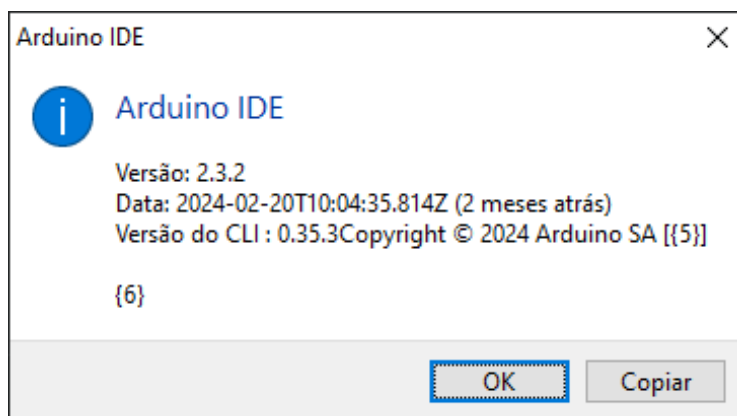 Arduino IDE
Arduino IDE
Versão: 2.3.2
Data: 2024-02-20T10:04:35.814Z (2 meses atrás)
Versão do CLI : 0.35.3Copyright © 2024 Arduino SA [{5}]
{6}
OK
Copiar